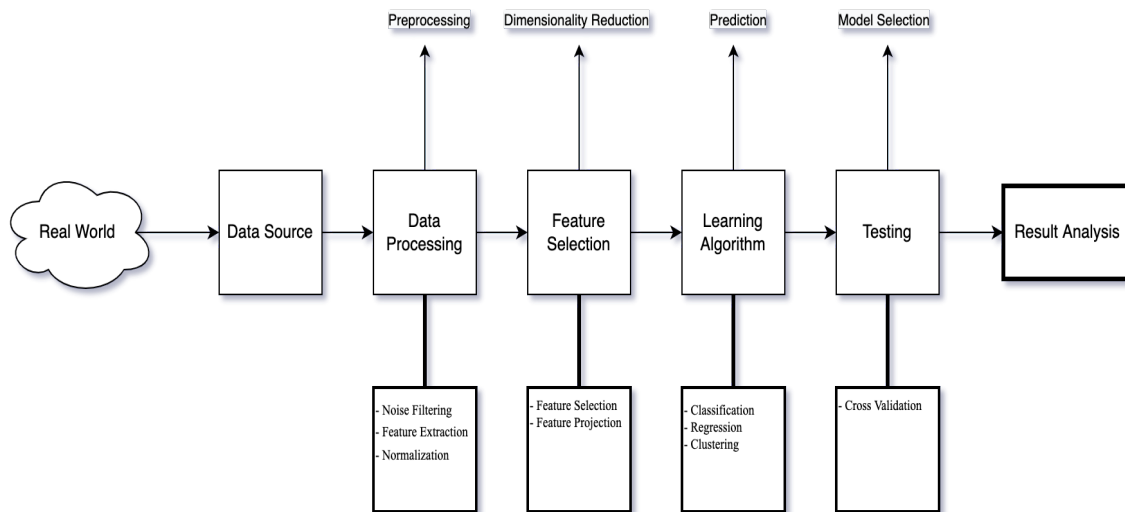 Preprocessing
Dimensionality Reduction
Prediction
Model Selection
Real World
Data Source
Data
Processing
Feature
Selection
Learning
Algorithm
Testing
Result Analysis
- Noise Filtering
- Feature Extraction
- Normalization
- Feature Selection
- Feature Projection
- Classification
- Regression
- Clustering
- Cross Validation